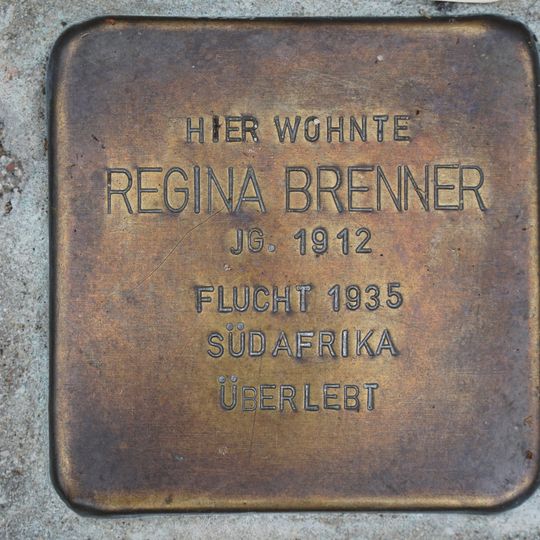 HIER WOHNTE
REGINA BRENNER
JG. 1912
FLUCHT 1935
SÜDAFRIKA
ÜBERLEBT